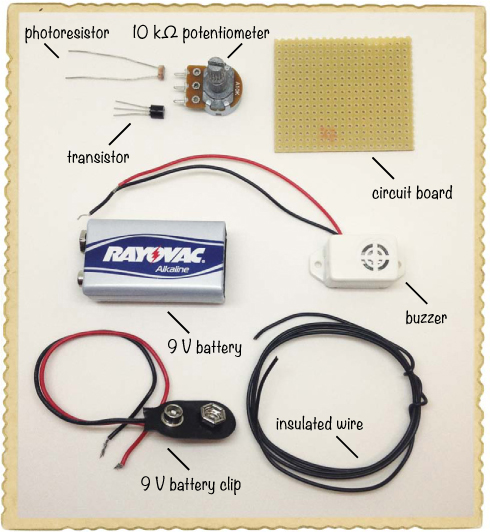 photoresistor
10 kΩ potentiometer
transistor
circuit board
RAYOVAC
Alkaline
buzzer
9 V battery
insulated wire
9 V battery clip